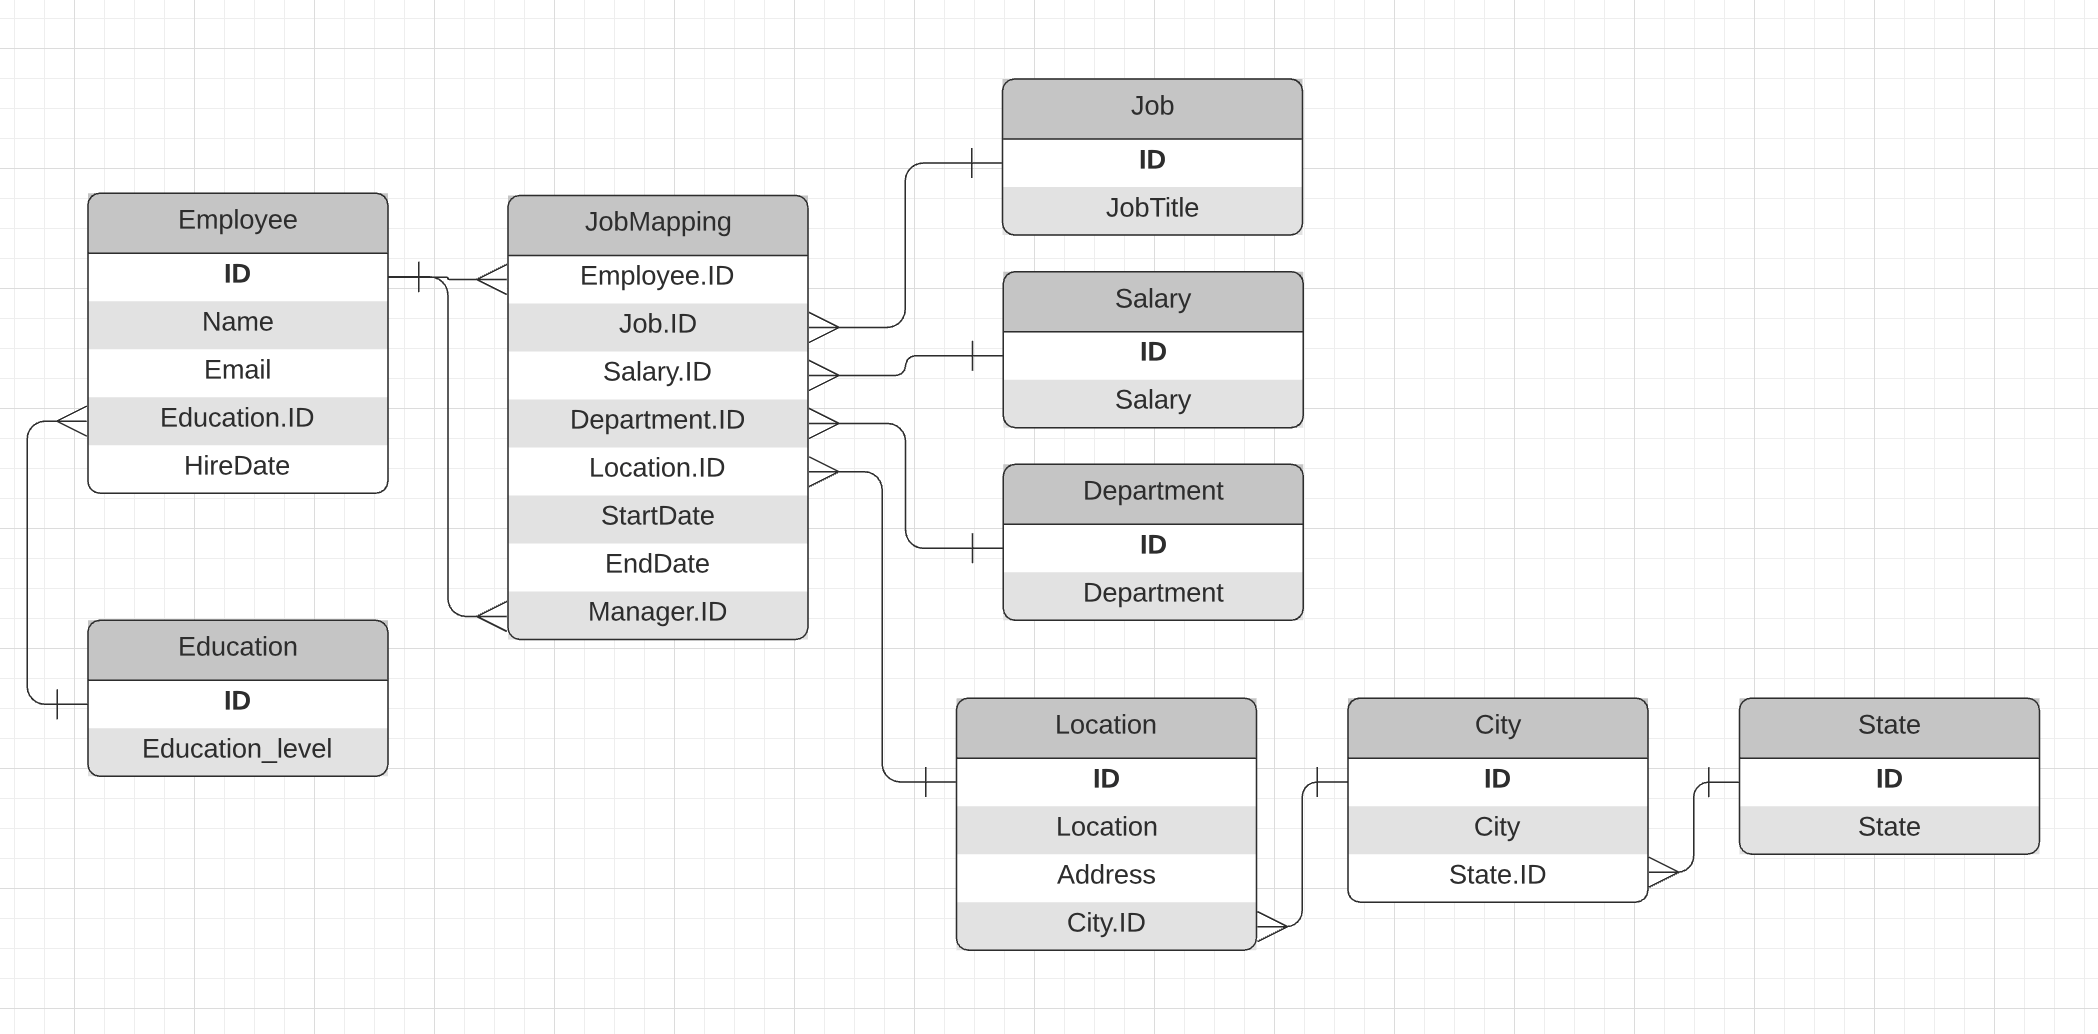 Employee
ID
Name
Email
Education.ID
HireDate
Education
ID
Education_level
JobMapping
Employee.ID
Job.ID
Salary.ID
Department.ID
Location.ID
StartDate
EndDate
Manager.ID
Job
ID
JobTitle
Salary
ID
Salary
Department
ID
Department
Location
ID
Location
Address
City.ID
City
ID
City
State.ID
State
ID
State